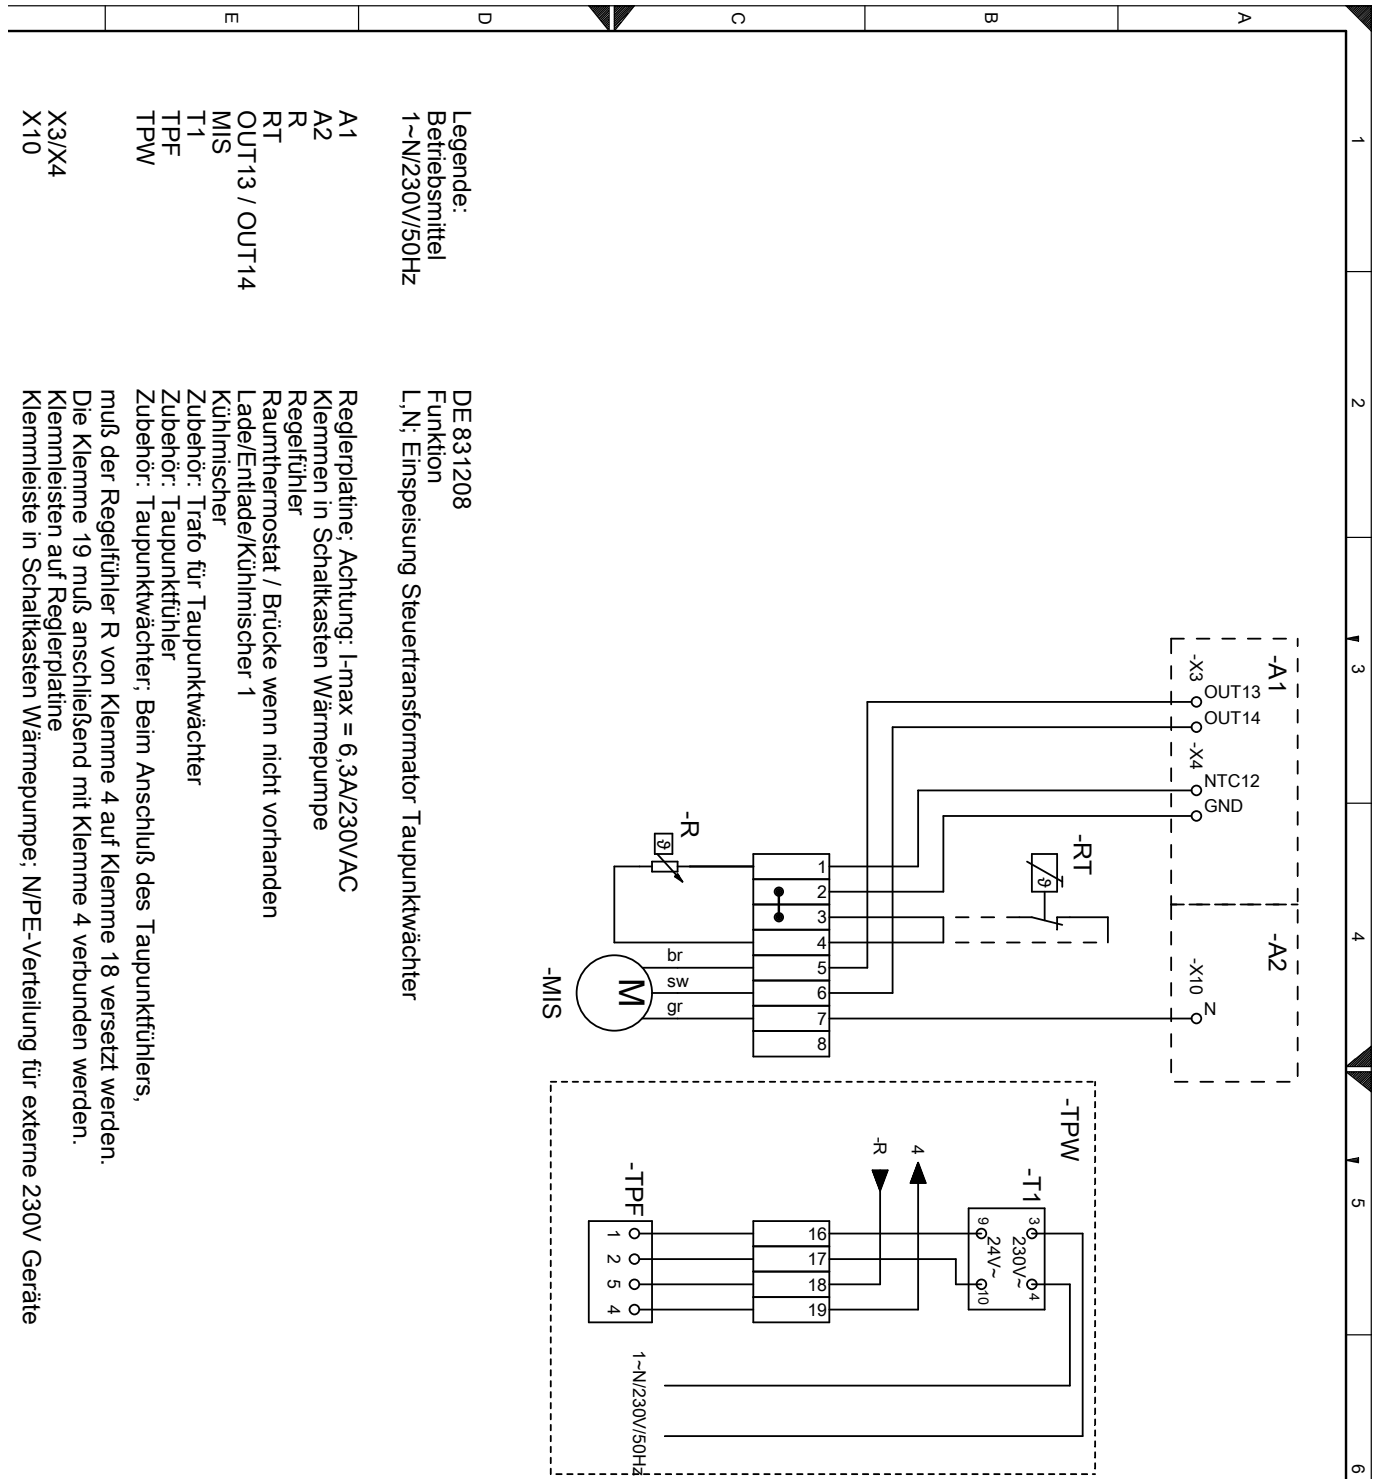 A
B
C
D
E
1
2
3
4
5
6
-A1
-X3
OUT13
OUT14
-X4
NTC12
GND
-A2
-X10
N
-RT
ϑ
-R
ϑ
1
2
3
4
5
6
7
8
br
sw
gr
M
-MIS
-TPW
-T1
3
230V~
4
9
24V~
10
4
-R
16
17
18
19
-TPF
1
2
5
4
1~N/230V/50Hz
Legende: DE831208
Betriebsmittel Funktion
1~N/230V/50Hz L,N; Einspeisung Steuertransformator Taupunktwächter
A1 Reglerplatine; Achtung: I-max = 6,3A/230VAC
A2 Klemmen in Schaltkasten Wärmepumpe
R Regelfühler
RT Raumthermostat / Brücke wenn nicht vorhanden
OUT13 / OUT14 Lade/Entlade/Kühlmischer 1
MIS Kühlmischer
T1 Zubehör: Trafo für Taupunktwächter
TPF Zubehör: Taupunktfühler
TPW Zubehör: Taupunktwächter; Beim Anschluß des Taupunktfühlers,
muß der Regelfühler R von Klemme 4 auf Klemme 18 versetzt werden.
Die Klemme 19 muß anschließend mit Klemme 4 verbunden werden.
X3/X4 Klemmleisten auf Reglerplatine
X10 Klemmleiste in Schaltkasten Wärmepumpe; N/PE-Verteilung für externe 230V Geräte